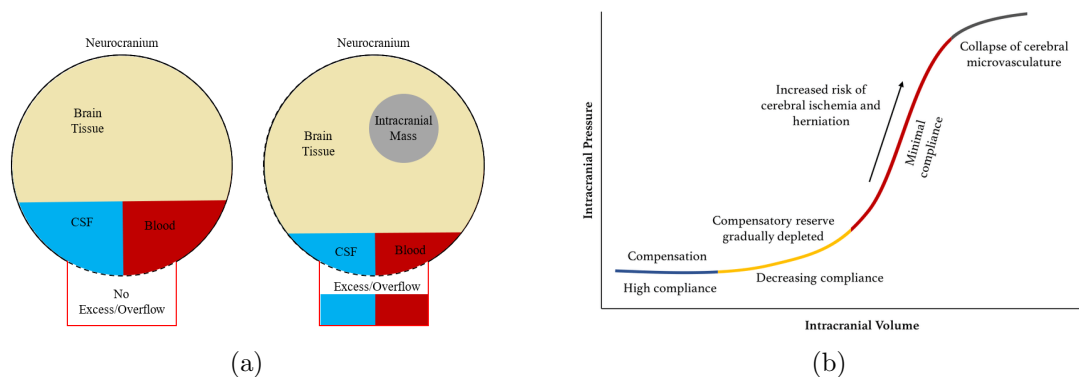 Neurocranium
Brain
Tissue
CSF
Blood
No
Excess/Overflow
Neurocranium
Intracranial
Mass
Brain
Tissue
CSF
Blood
Excess/Overflow
(a)
Intracranial Pressure
Collapse of cerebral
microvasculature
Increased risk of
cerebral ischemia and
herniation
Minimal
compliance
Compensatory reserve
gradually depleted
Compensation
High compliance
Decreasing compliance
Intracranial Volume
(b)